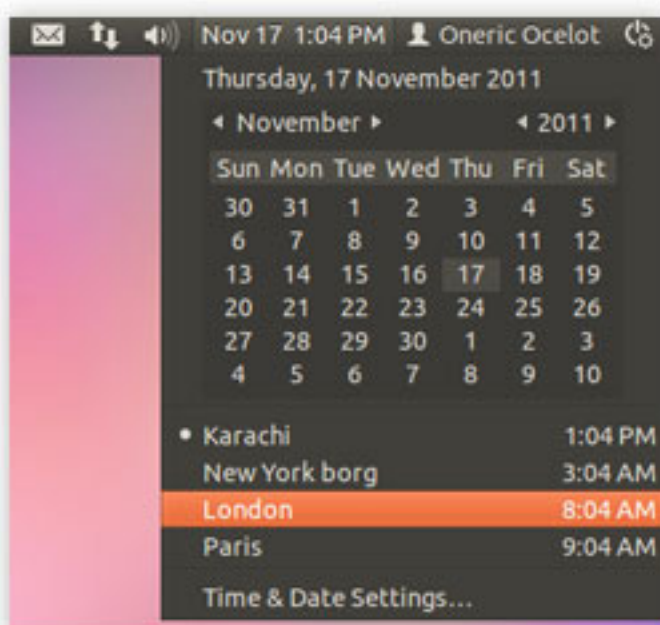 Nov 17 1:04 PM Oneric Ocelot
Thursday, 17 November 2011
November 2011
Sun Mon Tue Wed Thu Fri Sat
30 31 1 2 3 4 5
6 7 8 9 10 11 12
13 14 15 16 17 18 19
20 21 22 23 24 25 26
27 28 29 30 1 2 3
4 5 6 7 8 9 10
Karachi 1:04 PM
New York borg 3:04 AM
London 8:04 AM
Paris 9:04 AM
Time & Date Settings...